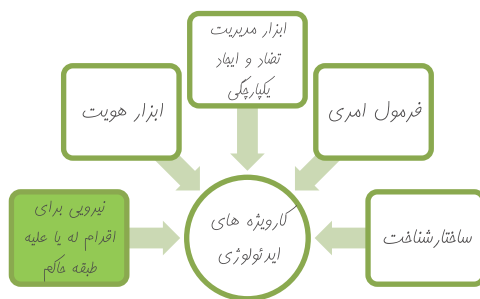 ابزار مدیریت
تضاد و ایجاد
یکپارچگی
فرمول امری
ابزار هویت
نیرویی برای
اقدام له یا علیه
طبقه حاکم
کارویژه های
ایدئولوژی
ساختارشناخت